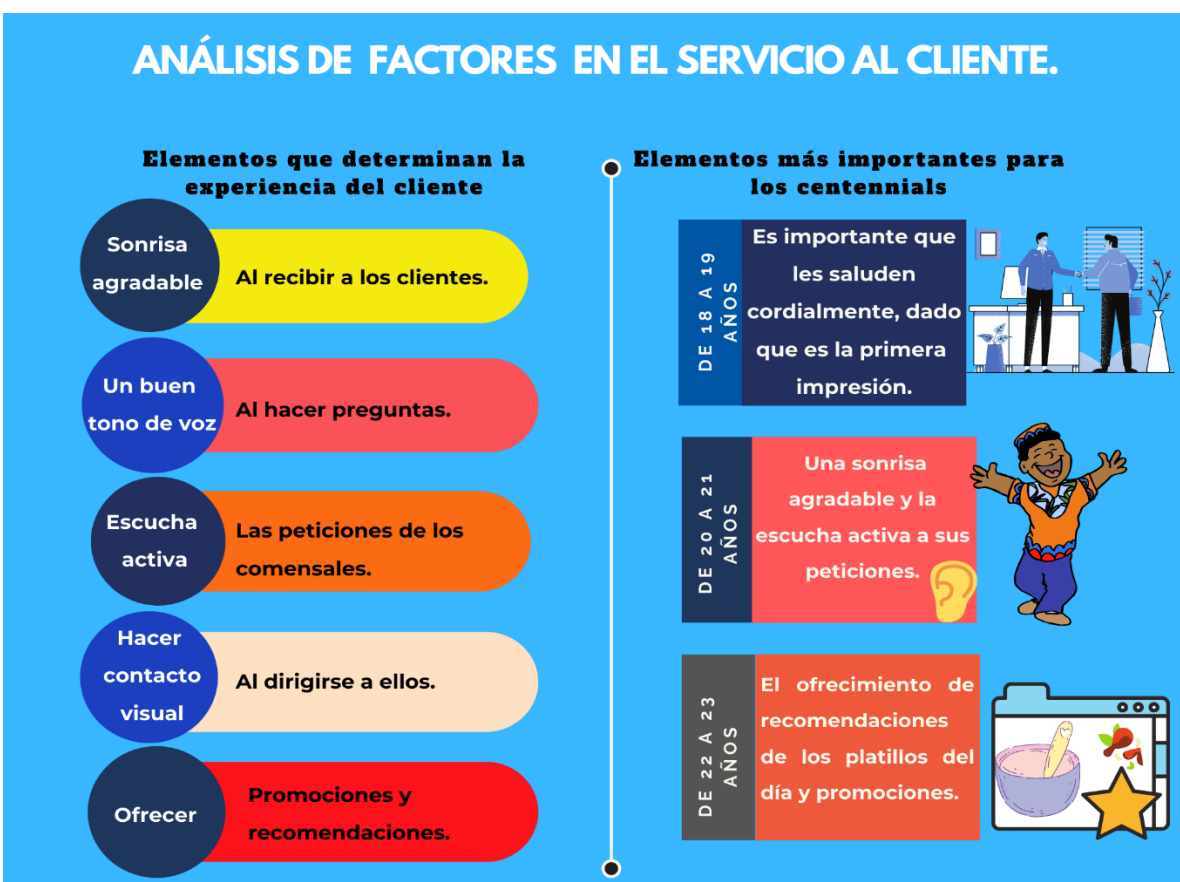 ANÁLISIS DE FACTORES EN EL SERVICIO AL CLIENTE.
Elementos que determinan la
experiencia del cliente
Sonrisa
agradable
Al recibir a los clientes.
Un buen
tono de voz
Al hacer preguntas.
Escucha
activa
Las peticiones de los
comensales.
Hacer
contacto
visual
Al dirigirse a ellos.
Ofrecer
Promociones y
recomendaciones.
Elementos más importantes para
los centennials
DE 18 A 19
AÑOS
Es importante que
les saluden
cordialmente, dado
que es la primera
impresión.
DE 20 A 21
AÑOS
Una sonrisa
agradable y la
escucha activa a sus
peticiones.
DE 22 A 23
AÑOS
El ofrecimiento de
recomendaciones
de los platillos del
día y promociones.